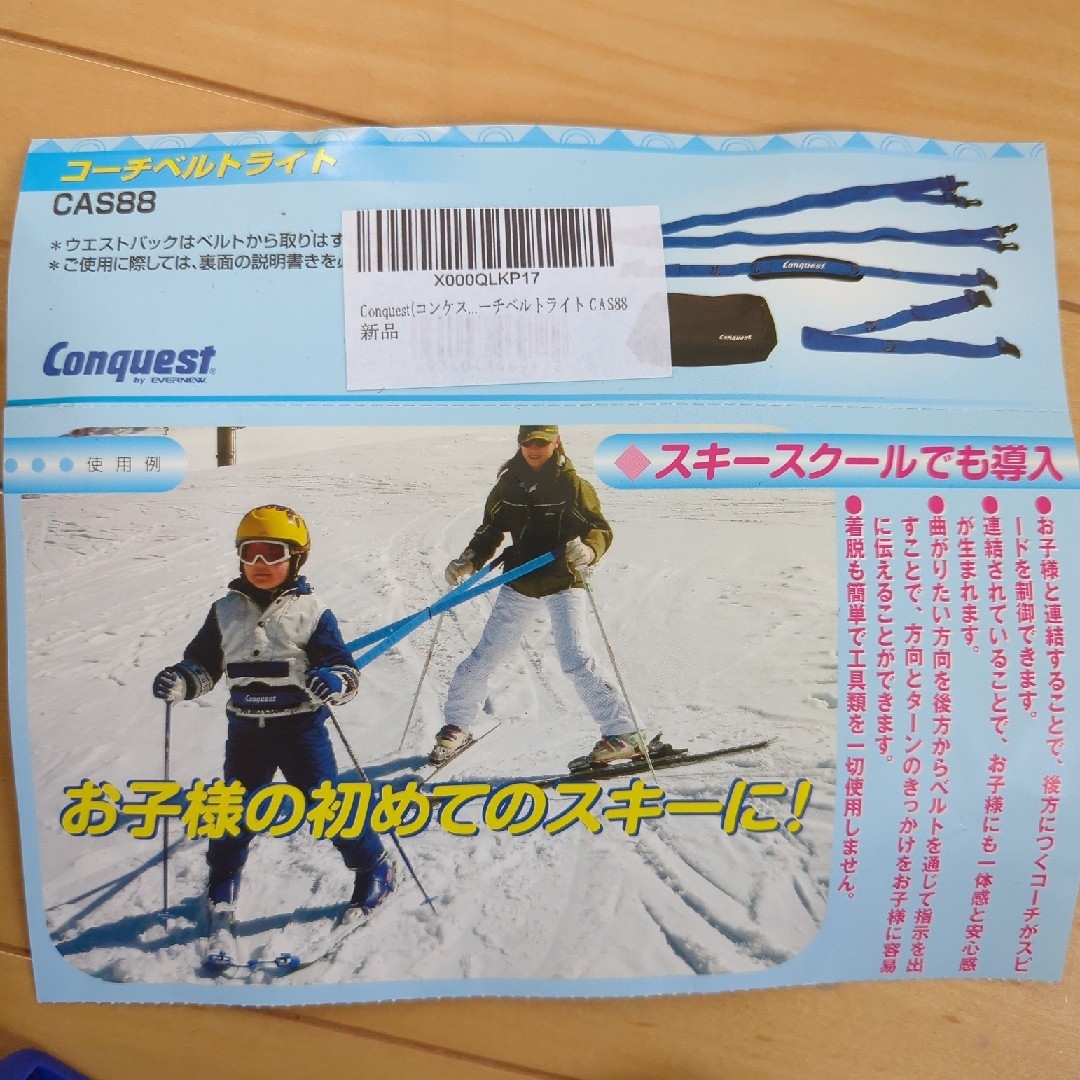 コーチベルトライト
CAS88
＊ウエストバックはベルトから取りはず
＊ご使用に際しては、裏面の説明書きを
X000QLKP17
Conquest(コンケス...ーチベルトライト CAS88
新品
Conquest
Conquest
Conquest®
by EVERNEW.
使用例
◆スキースクールでも導入
●お子様と連結することで、後方につくコーチがスピ
ードを制御できます。
●連結されていることで、お子様にも一体感と安心感
が生まれます。
●曲がりたい方向を後方からベルトを通じて指示を出
すことで、方向とターンのきっかけをお子様に容易
に伝えることができます。
●着脱も簡単で工具類を一切使用しません。
Conquest
お子様の初めてのスキーに!